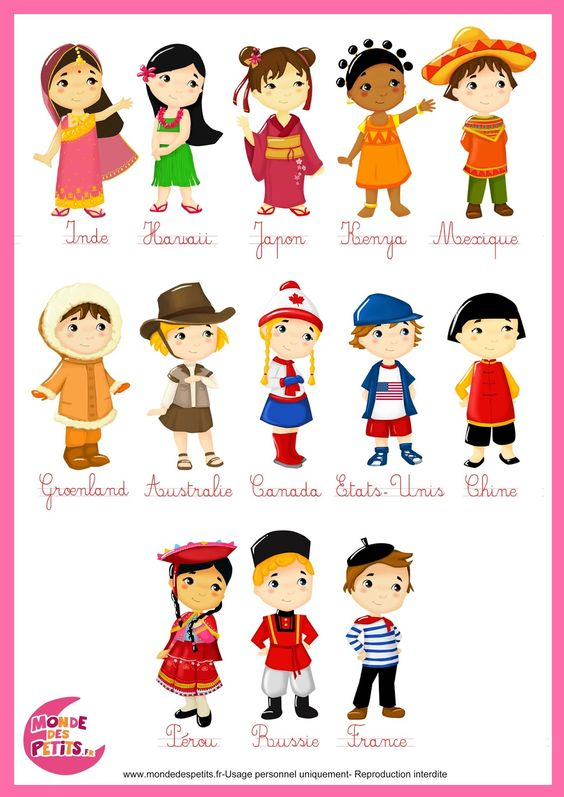 Inde Hawaii Japon Kenya Mexique
Groenland Australie Canada États-Unis Chine
Pérou Russie France
MONDE
DES
PETITS.FR
www.mondedespetits.fr-Usage personnel uniquement- Reproduction interdite